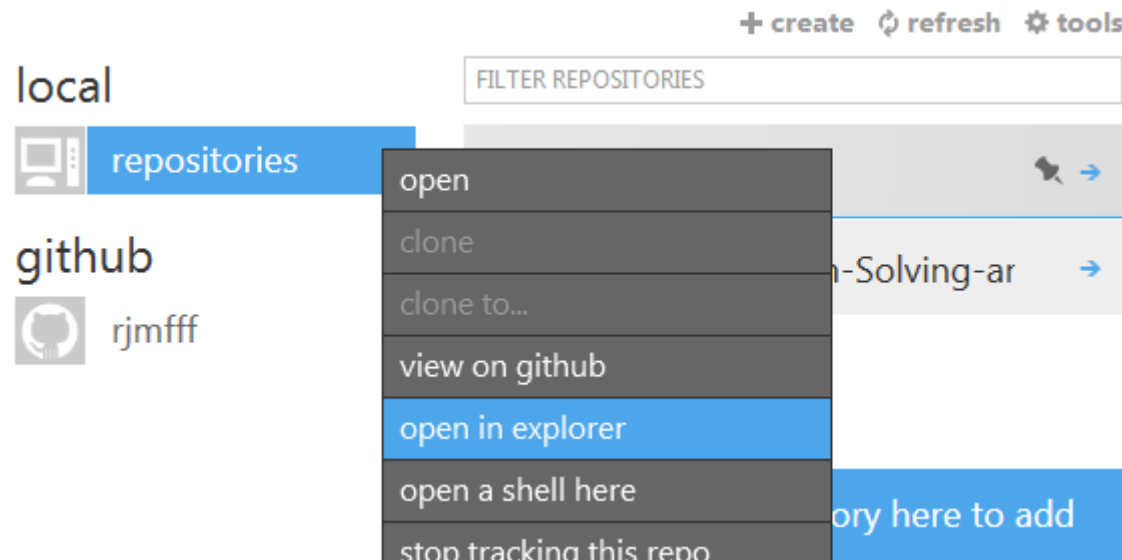 create refresh tools
local
FILTER REPOSITORIES
repositories
open
clone
clone to...
view on github
open in explorer
open a shell here
stop tracking this repo
github
rjmfff
-Solving-ar
ory here to add